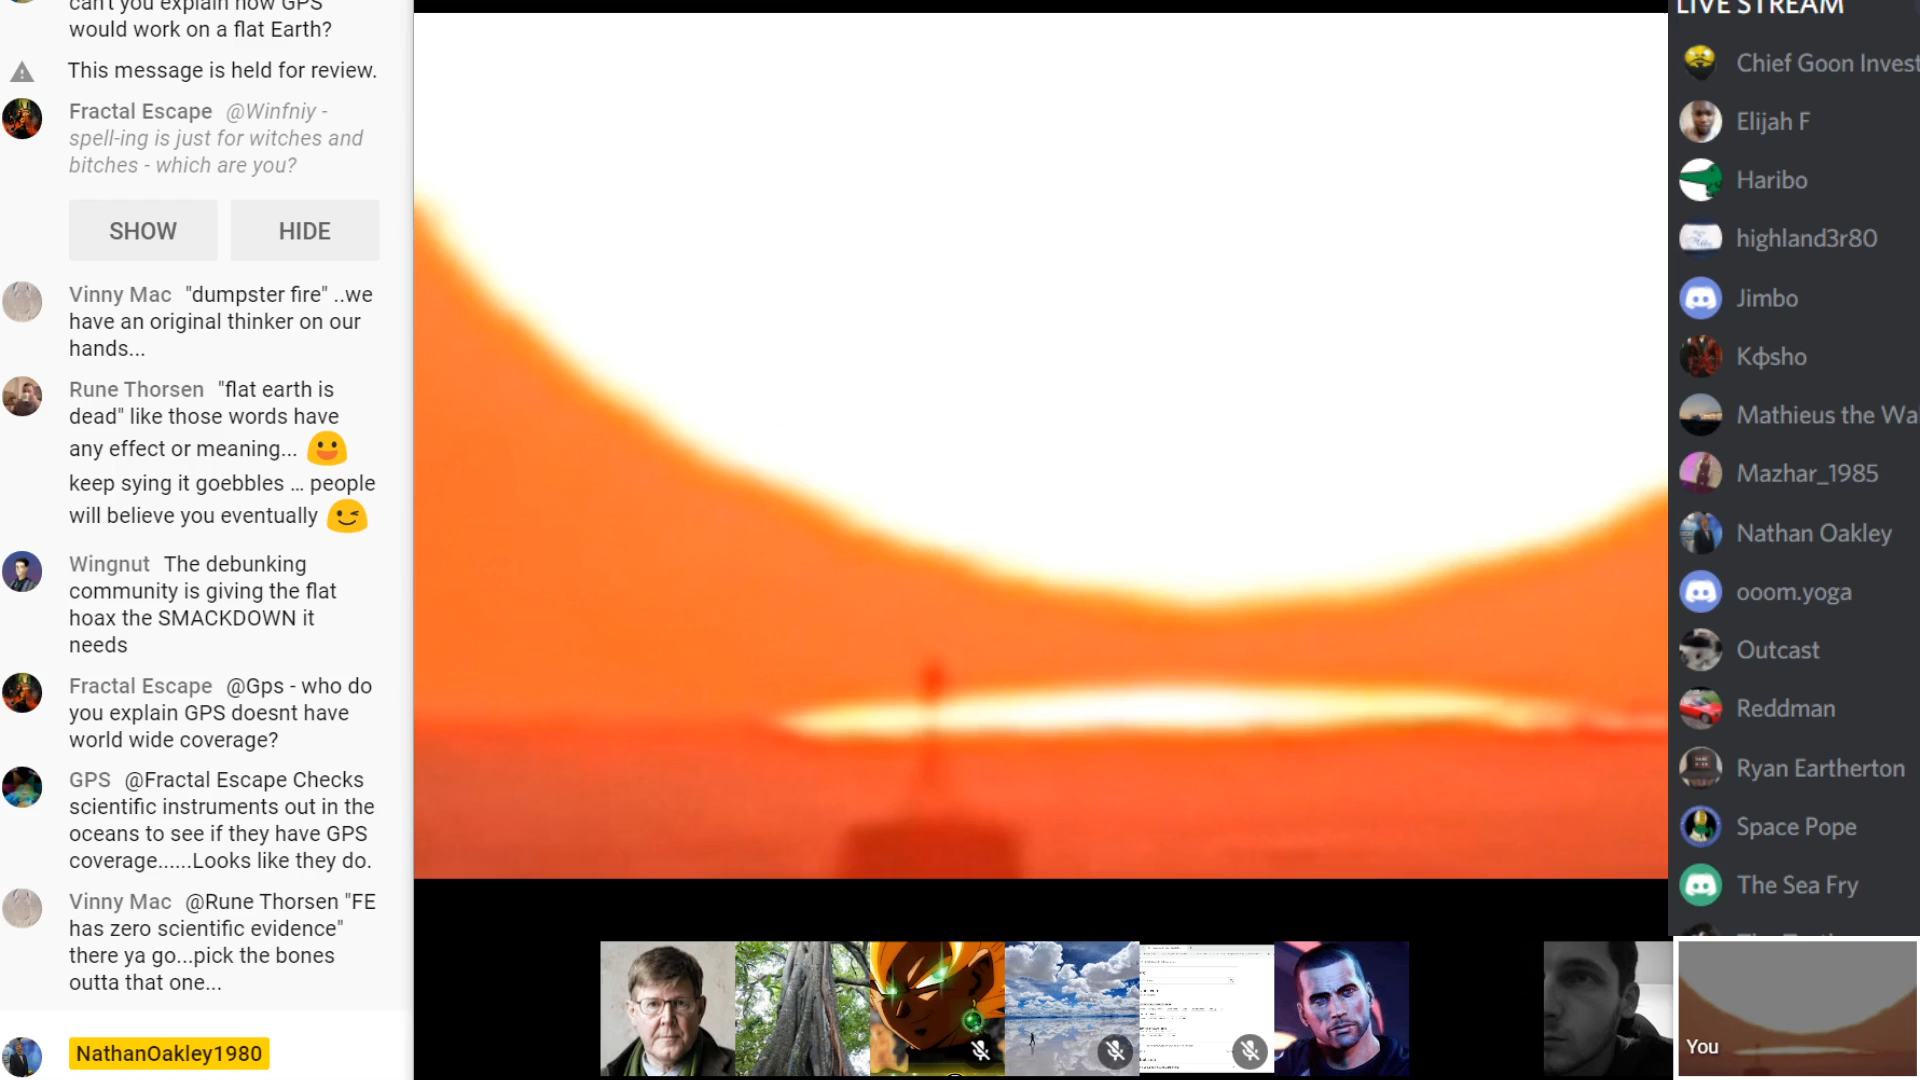 can't you explain how GPS
would work on a flat Earth?
This message is held for review.
Fractal Escape @Winfniy -
spell-ing is just for witches and
bitches - which are you?
SHOW HIDE
Vinny Mac "dumpster fire" ..we
have an original thinker on our
hands...
Rune Thorsen "flat earth is
dead" like those words have
any effect or meaning...
keep sying it goebbles ... people
will believe you eventually
Wingnut The debunking
community is giving the flat
hoax the SMACKDOWN it
needs
Fractal Escape @Gps - who do
you explain GPS doesnt have
world wide coverage?
GPS @Fractal Escape Checks
scientific instruments out in the
oceans to see if they have GPS
coverage......Looks like they do.
Vinny Mac @Rune Thorsen "FE
has zero scientific evidence"
there ya go...pick the bones
outta that one...
NathanOakley1980
LIVE STREAM
Chief Goon Invest
Elijah F
Haribo
highland3r80
Jimbo
Kфsho
Mathieus the Wa
Mazhar_1985
Nathan Oakley
ooom.yoga
Outcast
Reddman
Ryan Eartherton
Space Pope
The Sea Fry
You